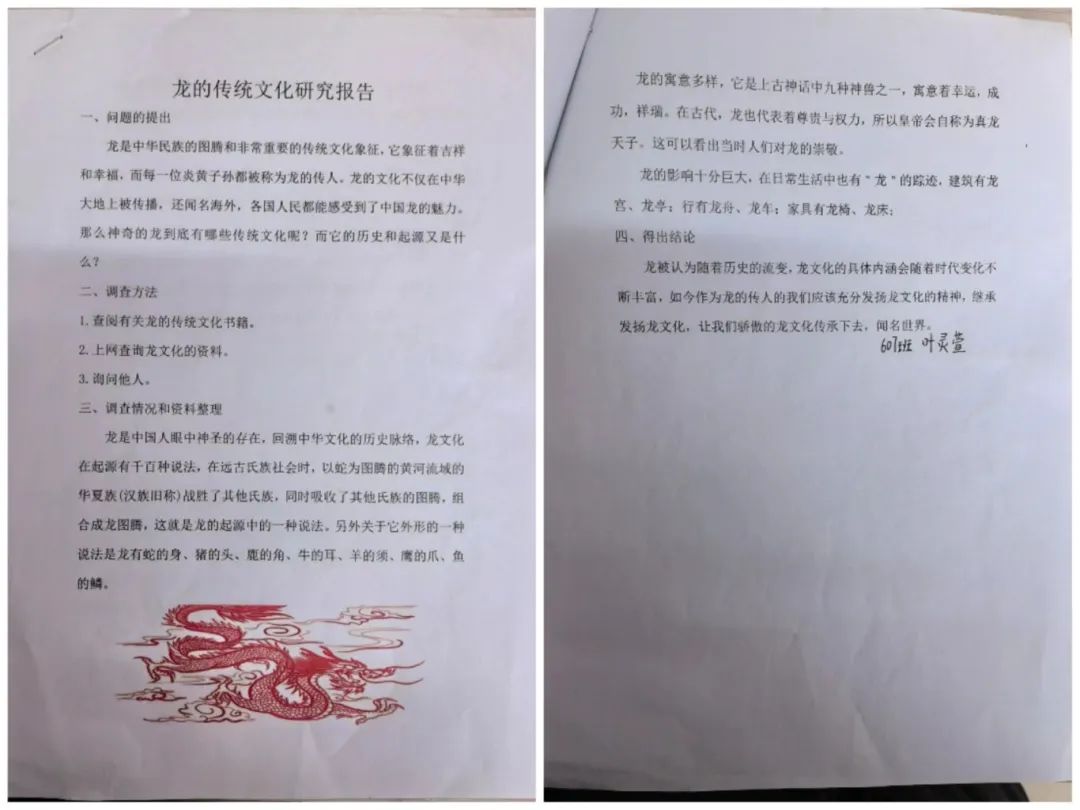 龙的传统文化研究报告
一、问题的提出
龙是中华民族的图腾和非常重要的传统文化象征，它象征着吉祥
和幸福，而每一位炎黄子孙都被称为龙的传人。龙的文化不仅在中华
大地上被传播，还闻名海外，各国人民都能感受到了中国龙的魅力。
那么神奇的龙到底有哪些传统文化呢？而它的历史和起源又是什
么？
二、调查方法
1.查阅有关龙的传统文化书籍。
2.上网查询龙文化的资料。
3.询问他人。
三、调查情况和资料整理
龙是中国人眼中神圣的存在，回溯中华文化的历史脉络，龙文化
在起源有千百种说法，在远古氏族社会时，以蛇为图腾的黄河流域的
华夏族(汉族旧称)战胜了其他氏族，同时吸收了其他氏族的图腾，组
合成龙图腾，这就是龙的起源中的一种说法。另外关于它外形的一种
说法是龙有蛇的身、猪的头、鹿的角、牛的耳、羊的须、鹰的爪、鱼
的鳞。
龙的寓意多样，它是上古神话中九种神兽之一，寓意着幸运，成
功，祥瑞。在古代，龙也代表着尊贵与权力，所以皇帝会自称为真龙
天子。这可以看出当时人们对龙的崇敬。
龙的影响十分巨大，在日常生活中也有“龙”的踪迹，建筑有龙
宫、龙亭；行有龙舟、龙车；家具有龙椅、龙床；
四、得出结论
龙被认为随着历史的流变，龙文化的具体内涵会随着时代变化不
断丰富，如今作为龙的传人的我们应该充分发扬龙文化的精神，继承
发扬龙文化，让我们骄傲的龙文化传承下去，闻名世界。
607班 叶灵萱